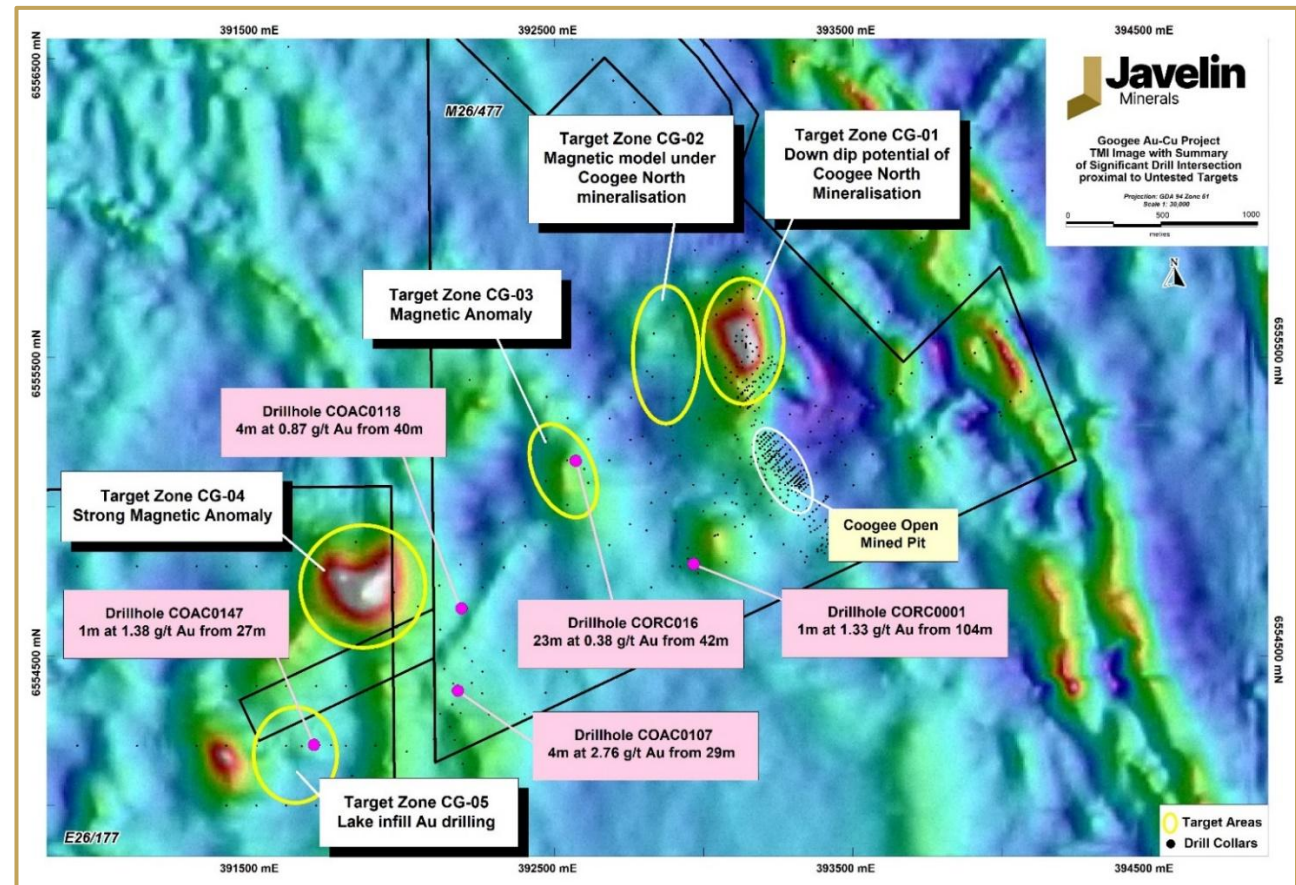 391500 mE
392500 mE
393500 mE
394500 mE
6556500 mN
M26/477
Javelin
Minerals
Googee Au-Cu Project
TMI Image with Summary
of Significant Drill Intersection
proximal to Untested Targets
Projection: GDA 94 Zone 51
Scale 1: 30,000
0 500 1000
metres
N
Target Zone CG-02
Magnetic model under
Coogee North
mineralisation
Target Zone CG-01
Down dip potential of
Coogee North
Mineralisation
Target Zone CG-03
Magnetic Anomaly
6555500 mN
6555500 mN
Drillhole COAC0118
4m at 0.87 g/t Au from 40m
Target Zone CG-04
Strong Magnetic Anomaly
Coogee Open
Mined Pit
Drillhole COAC0147
1m at 1.38 g/t Au from 27m
Drillhole CORC016
23m at 0.38 g/t Au from 42m
Drillhole CORC0001
1m at 1.33 g/t Au from 104m
6554500 mN
6554500 mN
Drillhole COAC0107
4m at 2.76 g/t Au from 29m
Target Zone CG-05
Lake infill Au drilling
E26/177
Target Areas
Drill Collars
391500 mE
392500 mE
393500 mE
394500 mE